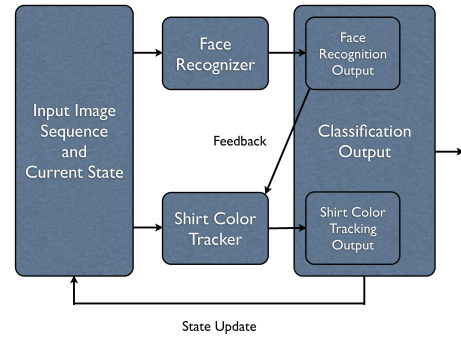 Input Image
Sequence
and
Current State
Face
Recognizer
Face
Recognition
Output
Feedback
Classification
Output
Shirt Color
Tracker
Shirt Color
Tracking
Output
State Update